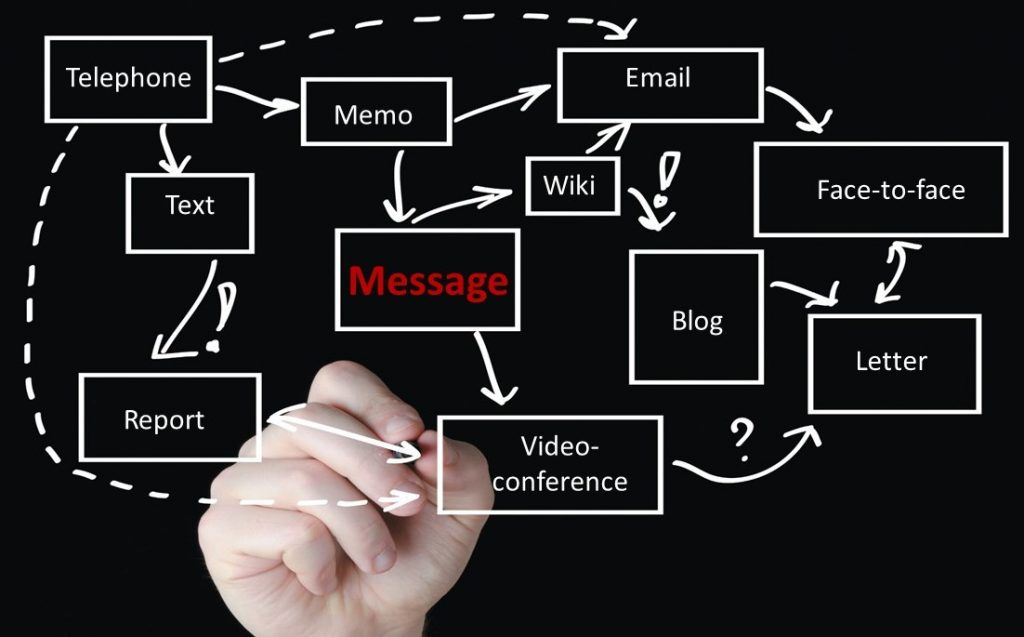 Telephone
Memo
Email
Text
Wiki
!
Face-to-face
Message
!
Blog
Letter
Report
Video-
conference
?